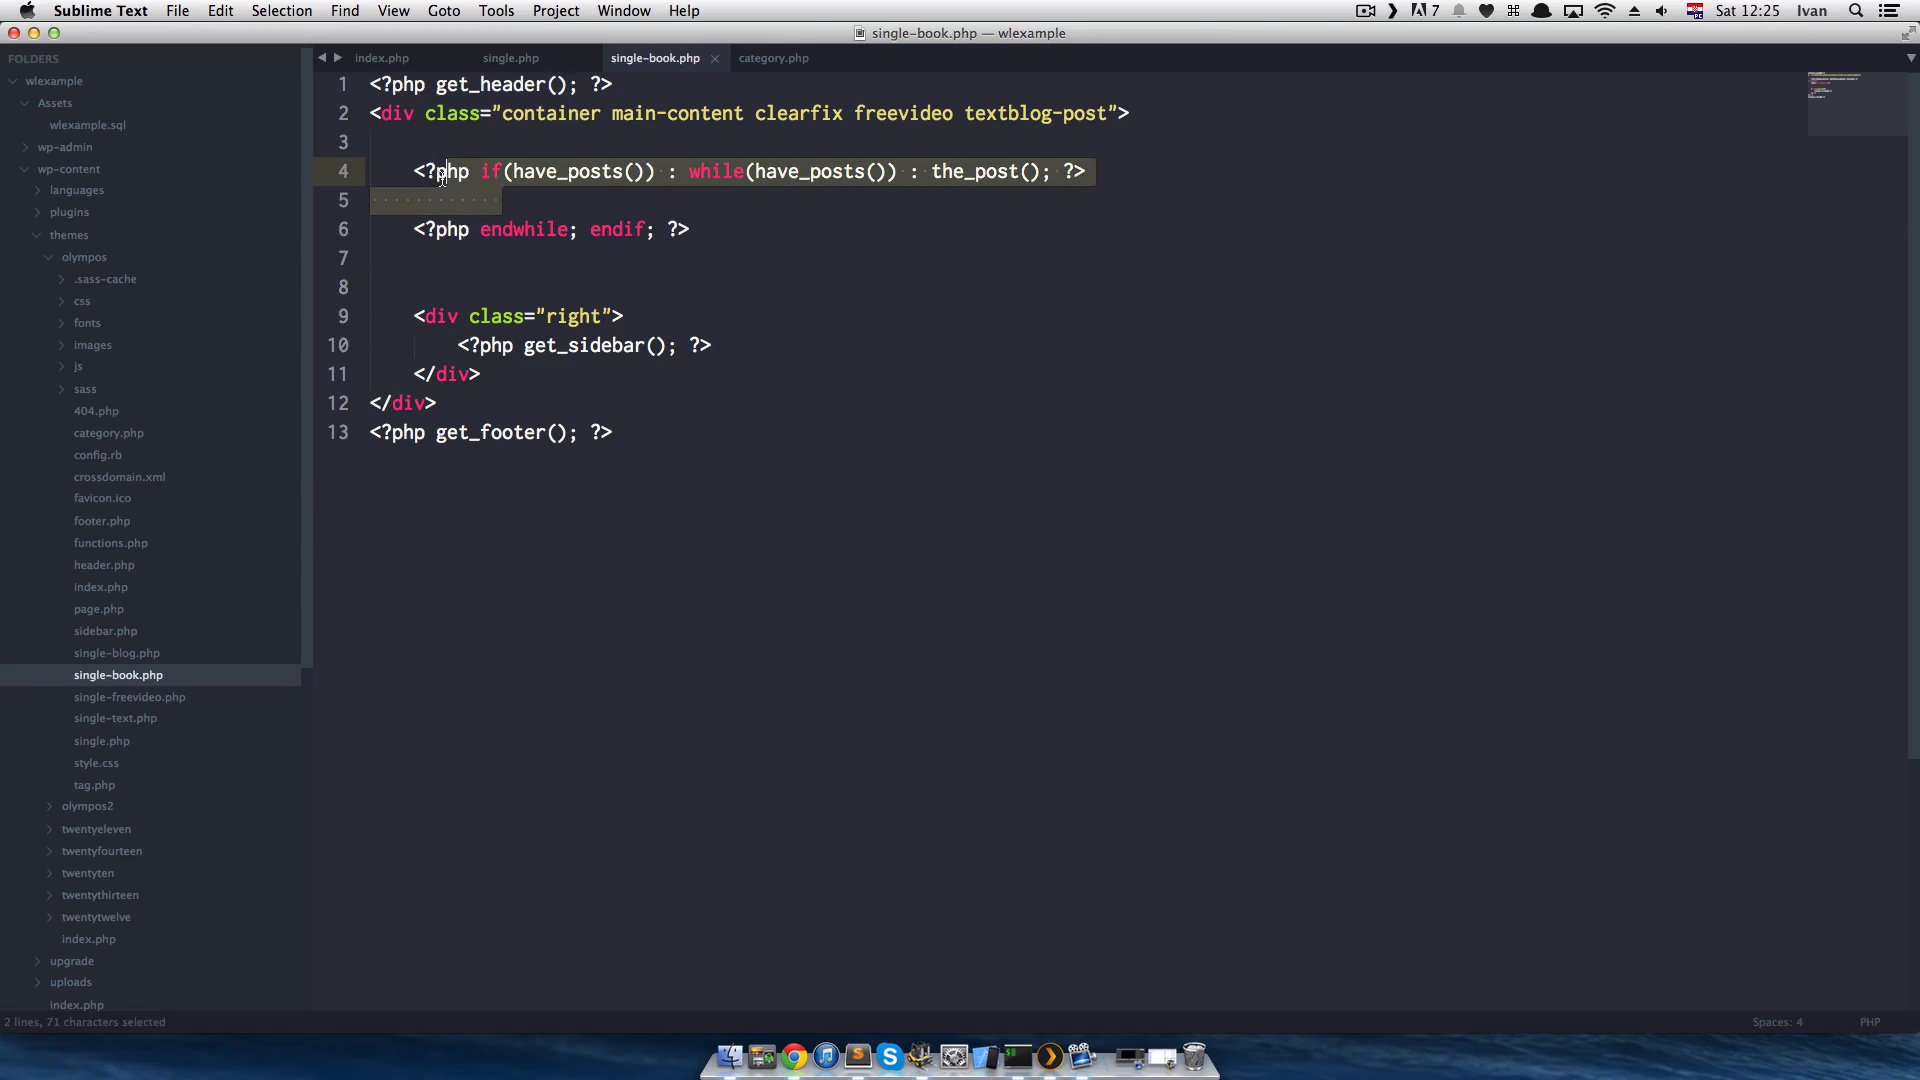 Sublime Text File Edit Selection Find View Goto Tools Project Window Help 7 Sat 12:25 Ivan
single-book.php — wlexample
FOLDERS
wlexample
Assets
wlexample.sql
wp-admin
wp-content
languages
plugins
themes
olympos
.sass-cache
css
fonts
images
js
sass
404.php
category.php
config.rb
crossdomain.xml
favicon.ico
footer.php
functions.php
header.php
index.php
page.php
sidebar.php
single-blog.php
single-book.php
single-freevideo.php
single-text.php
single.php
style.css
tag.php
olympos2
twentyeleven
twentyfourteen
twentyten
twentythirteen
twentytwelve
index.php
upgrade
uploads
index.php
index.php single.php single-book.php category.php
1 <?php get_header(); ?>
2 <div class="container main-content clearfix freevideo textblog-post">
3
4 <?php if(have_posts()) : while(have_posts()) : the_post(); ?>
5
6 <?php endwhile; endif; ?>
7
8
9 <div class="right">
10 <?php get_sidebar(); ?>
11 </div>
12 </div>
13 <?php get_footer(); ?>
2 lines, 71 characters selected Spaces: 4 PHP